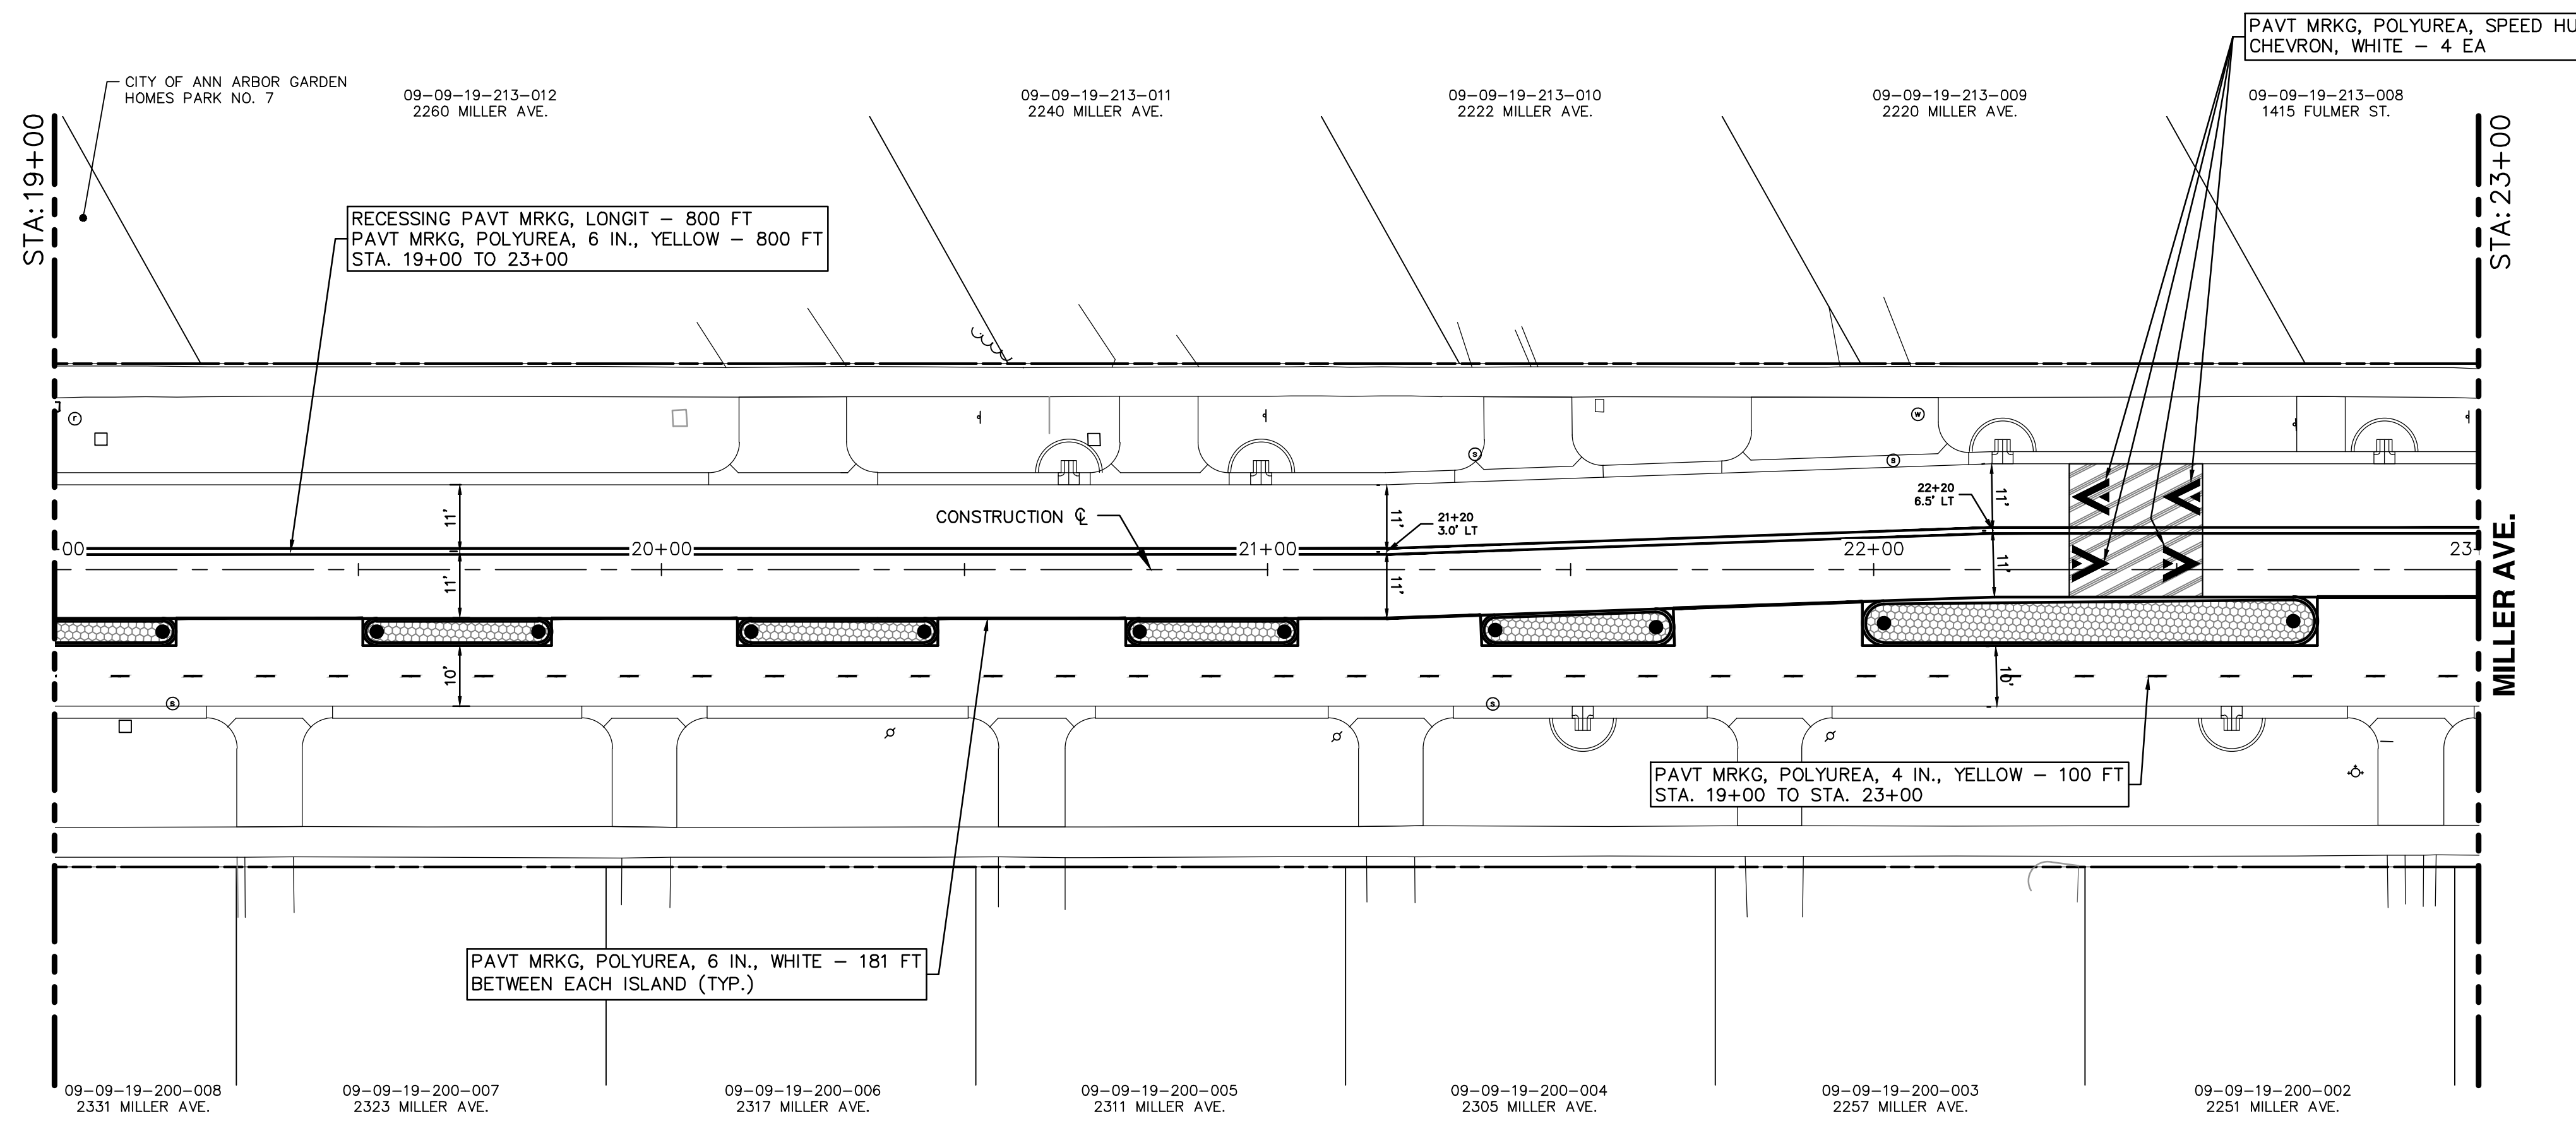 PAVT MRKG, POLYUREA, SPEED HU
CHEVRON, WHITE – 4 EA
CITY OF ANN ARBOR GARDEN
HOMES PARK NO. 7
09-09-19-213-012
2260 MILLER AVE.
09-09-19-213-011
2240 MILLER AVE.
09-09-19-213-010
2222 MILLER AVE.
09-09-19-213-009
2220 MILLER AVE.
09-09-19-213-008
1415 FULMER ST.
STA:19+00
STA:23+00
RECESSING PAVT MRKG, LONGIT – 800 FT
PAVT MRKG, POLYUREA, 6 IN., YELLOW – 800 FT
STA. 19+00 TO 23+00
r
w
s
s
11'
CONSTRUCTION ℄
11'
21+20
3.0' LT
22+20
6.5' LT
11'
00
20+00
21+00
22+00
23
11'
11'
11'
MILLER AVE.
10'
10'
s
s
PAVT MRKG, POLYUREA, 4 IN., YELLOW – 100 FT
STA. 19+00 TO STA. 23+00
PAVT MRKG, POLYUREA, 6 IN., WHITE – 181 FT
BETWEEN EACH ISLAND (TYP.)
09-09-19-200-008
2331 MILLER AVE.
09-09-19-200-007
2323 MILLER AVE.
09-09-19-200-006
2317 MILLER AVE.
09-09-19-200-005
2311 MILLER AVE.
09-09-19-200-004
2305 MILLER AVE.
09-09-19-200-003
2257 MILLER AVE.
09-09-19-200-002
2251 MILLER AVE.